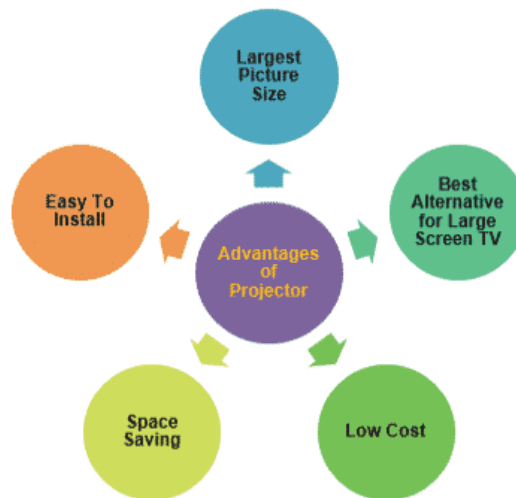 Largest
Picture
Size
Easy To
Install
Best
Alternative
for Large
Screen TV
Advantages
of
Projector
Space
Saving
Low Cost